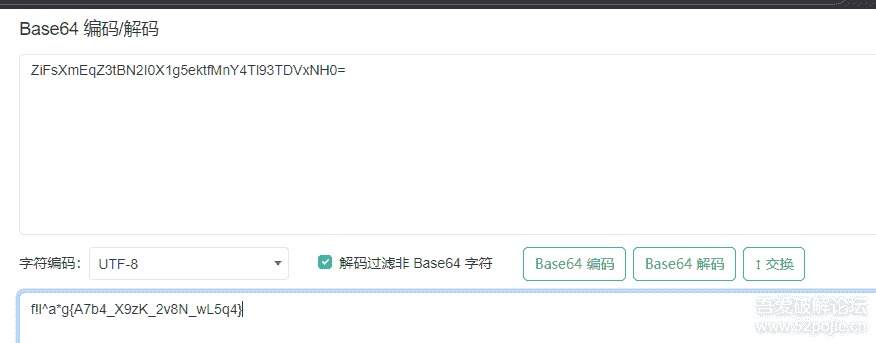 Base64 编码/解码
ZiFsXmEqZ3tBN2I0X1g5ektfMnY4Tl93TDVxNH0=
字符编码: UTF-8 解码过滤非 Base64 字符 Base64 编码 Base64 解码 ↕ 交换
f!l^a*g{A7b4_X9zK_2v8N_wL5q4}
吾爱破解论坛
www.52pojie.cn